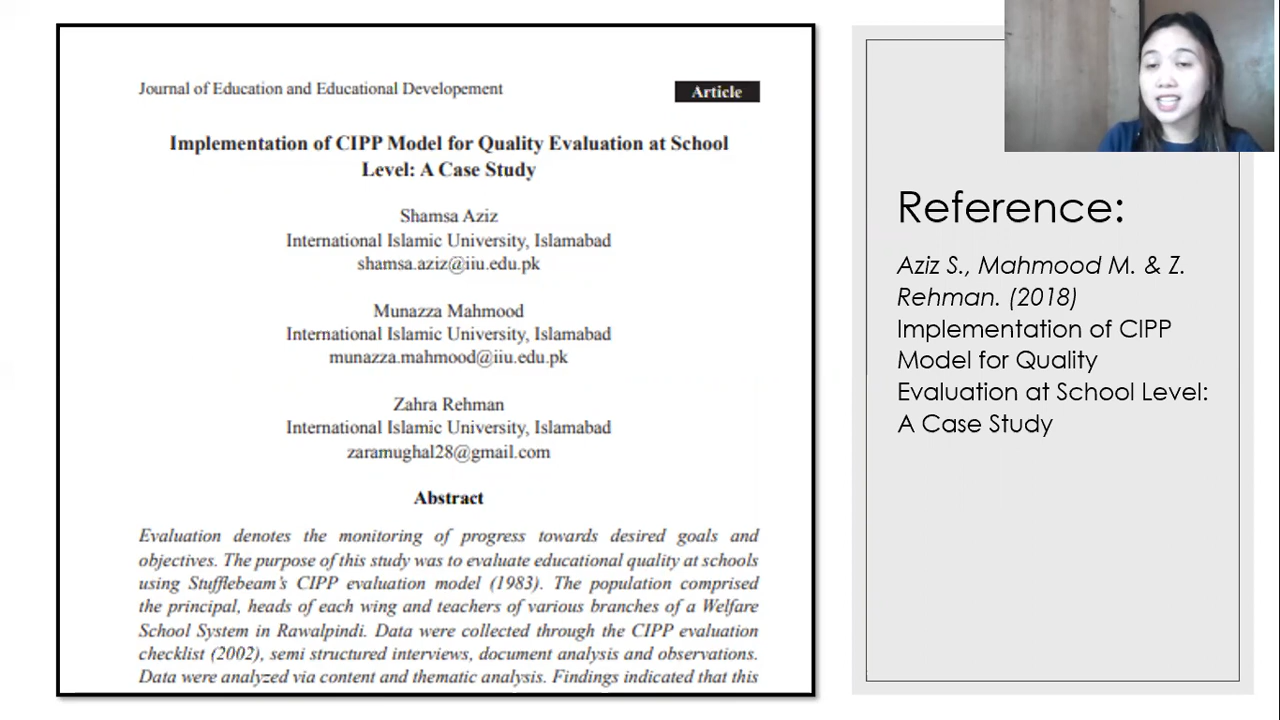 Journal of Education and Educational Developement
Article
Implementation of CIPP Model for Quality Evaluation at School
Level: A Case Study
Shamsa Aziz
International Islamic University, Islamabad
shamsa.aziz@iiu.edu.pk
Munazza Mahmood
International Islamic University, Islamabad
munazza.mahmood@iiu.edu.pk
Zahra Rehman
International Islamic University, Islamabad
zaramughal28@gmail.com
Abstract
Evaluation denotes the monitoring of progress towards desired goals and
objectives. The purpose of this study was to evaluate educational quality at schools
using Stufflebeam's CIPP evaluation model (1983). The population comprised
the principal, heads of each wing and teachers of various branches of a Welfare
School System in Rawalpindi. Data were collected through the CIPP evaluation
checklist (2002), semi structured interviews, document analysis and observations.
Data were analyzed via content and thematic analysis. Findings indicated that this
Reference:
Aziz S., Mahmood M. & Z.
Rehman. (2018)
Implementation of CIPP
Model for Quality
Evaluation at School Level:
A Case Study